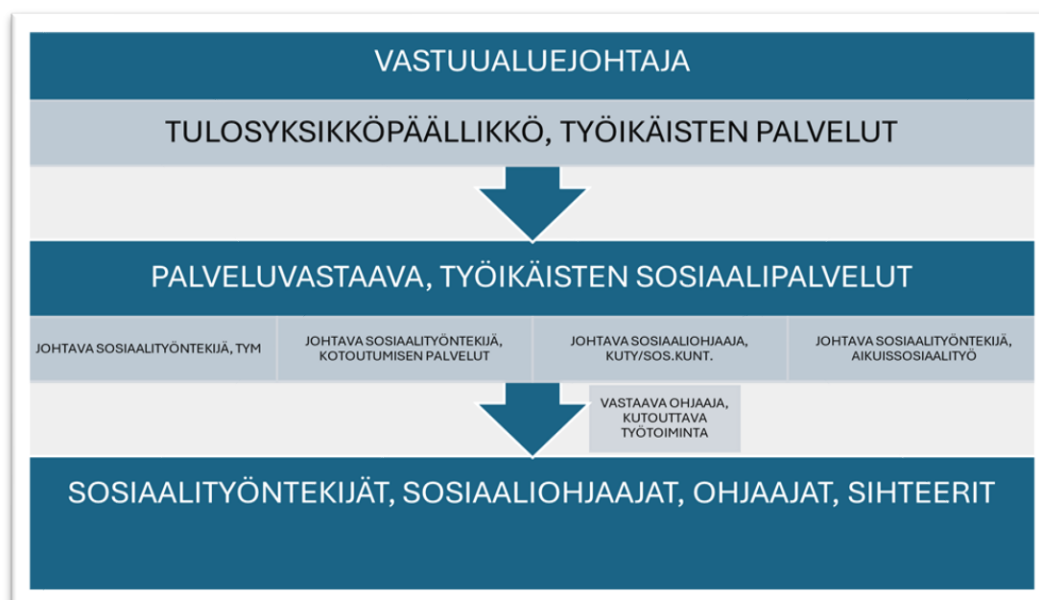 VASTUUALUEJOHTAJA
TULOSYKSIKKÖPÄÄLLIKKÖ, TYÖIKÄISTEN PALVELUT
PALVELUVASTAAVA, TYÖIKÄISTEN SOSIAALIPALVELUT
JOHTAVA SOSIAALITYÖNTEKIJÄ, TYM
JOHTAVA SOSIAALITYÖNTEKIJÄ,
KOTOUTUMISEN PALVELUT
JOHTAVA SOSIAALIOHJAAJA,
KUTY/SOS.KUNT.
JOHTAVA SOSIAALITYÖNTEKIJÄ,
AIKUISSOSIAALITYÖ
VASTAAVA OHJAAJA,
KUTOUTTAVA
TYÖTOIMINTA
SOSIAALITYÖNTEKIJÄT, SOSIAALIOHJAAJAT, OHJAAJAT, SIHTEERIT